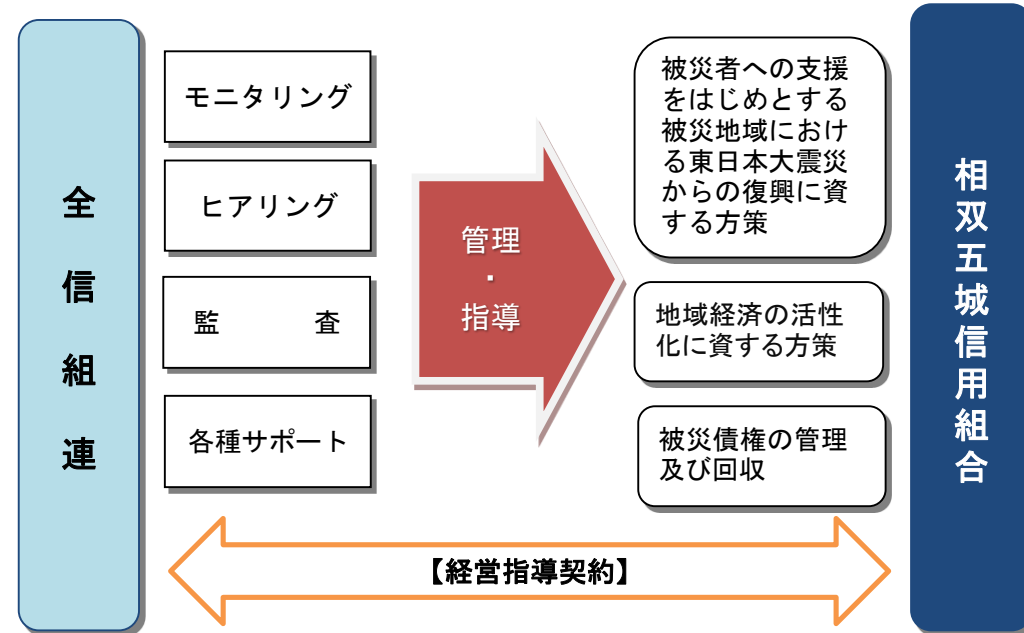 全信組連
モニタリング
ヒアリング
監　　　査
各種サポート
管理
・
指導
被災者への支援
をはじめとする
被災地域におけ
る東日本大震災
からの復興に資
する方策
地域経済の活性
化に資する方策
被災債権の管理
及び回収
相双五城信用組合
【経営指導契約】